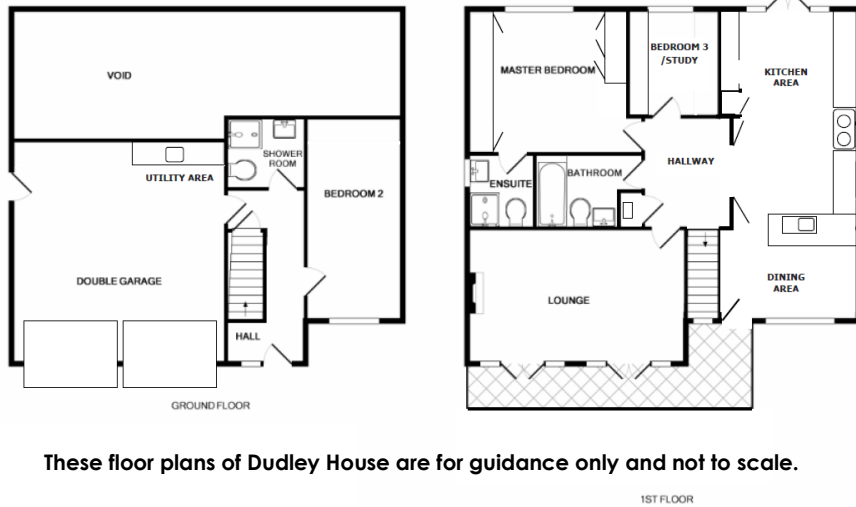 VOID
SHOWER
ROOM
UTILITY AREA
BEDROOM 2
DOUBLE GARAGE
HALL
GROUND FLOOR
MASTER BEDROOM
BEDROOM 3
/STUDY
KITCHEN
AREA
HALLWAY
BATHROOM
ENSUITE
LOUNGE
DINING
AREA
These floor plans of Dudley House are for guidance only and not to scale.
1ST FLOOR